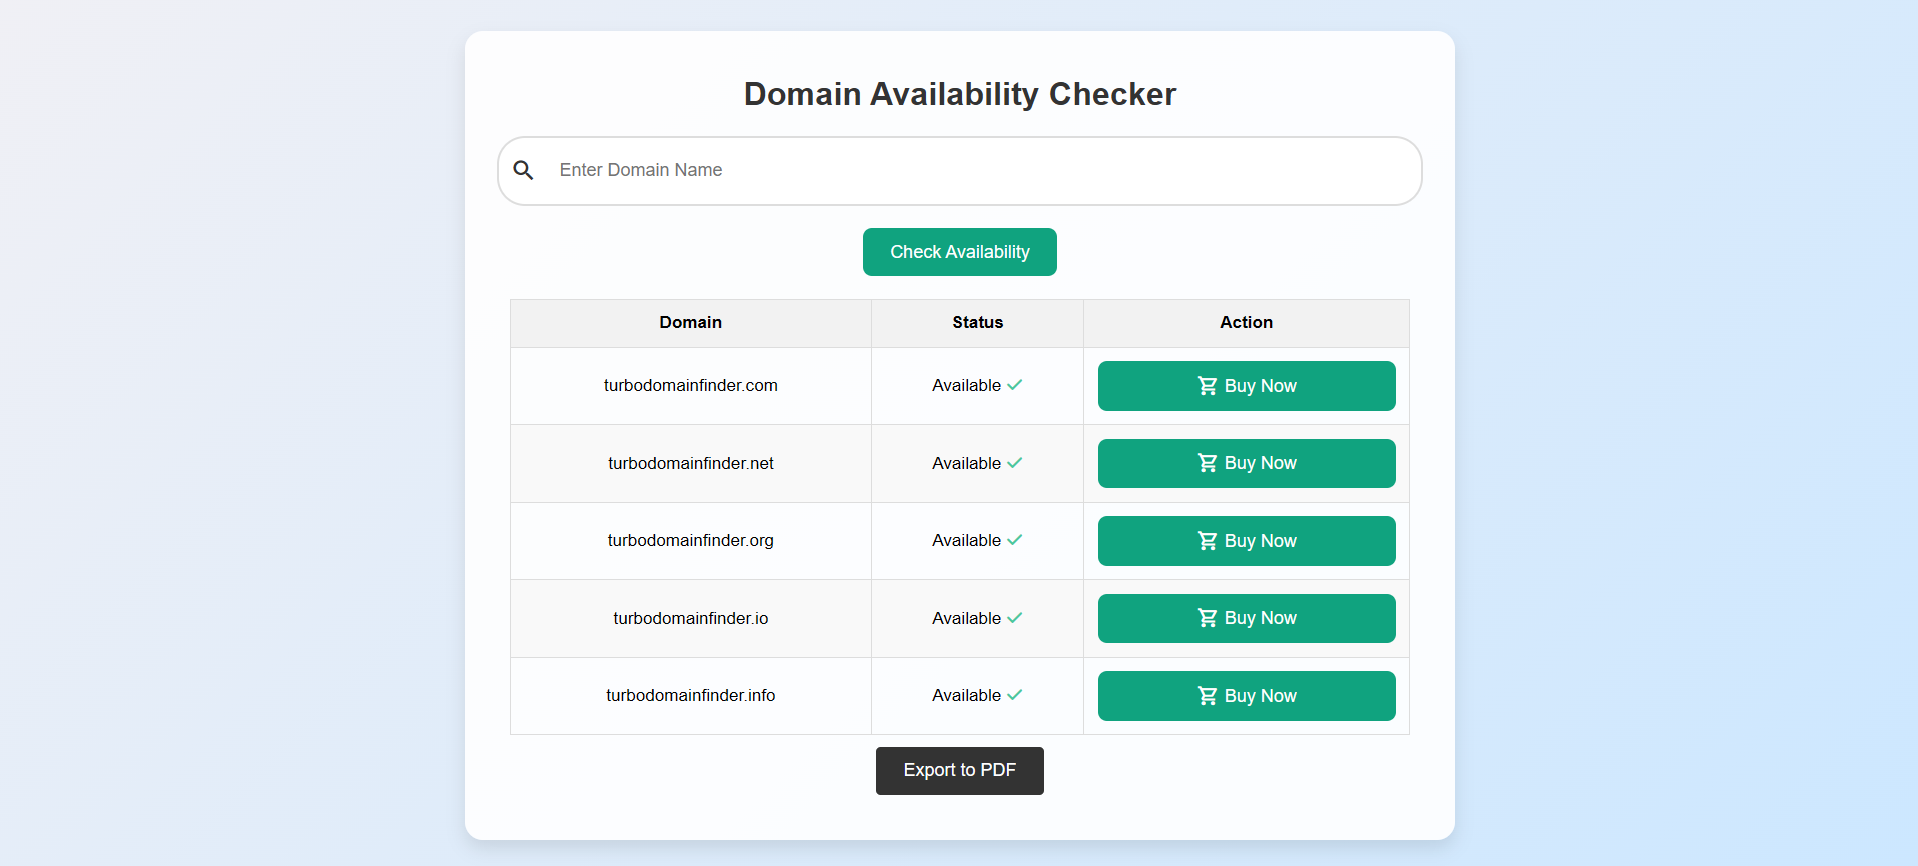 Domain Availability Checker
Enter Domain Name
Check Availability
Domain Status Action
turbodomainfinder.com Available Buy Now
turbodomainfinder.net Available Buy Now
turbodomainfinder.org Available Buy Now
turbodomainfinder.io Available Buy Now
turbodomainfinder.info Available Buy Now
Export to PDF